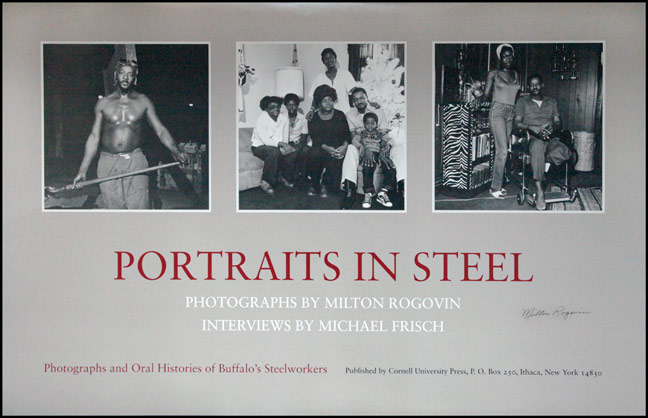 PORTRAITS IN STEEL
PHOTOGRAPHS BY MILTON ROGOVIN
INTERVIEWS BY MICHAEL FRISCH
Milton Rogovin
Photographs and Oral Histories of Buffalo's Steelworkers
Published by Cornell University Press, P. O. Box 250, Ithaca, New York 14850